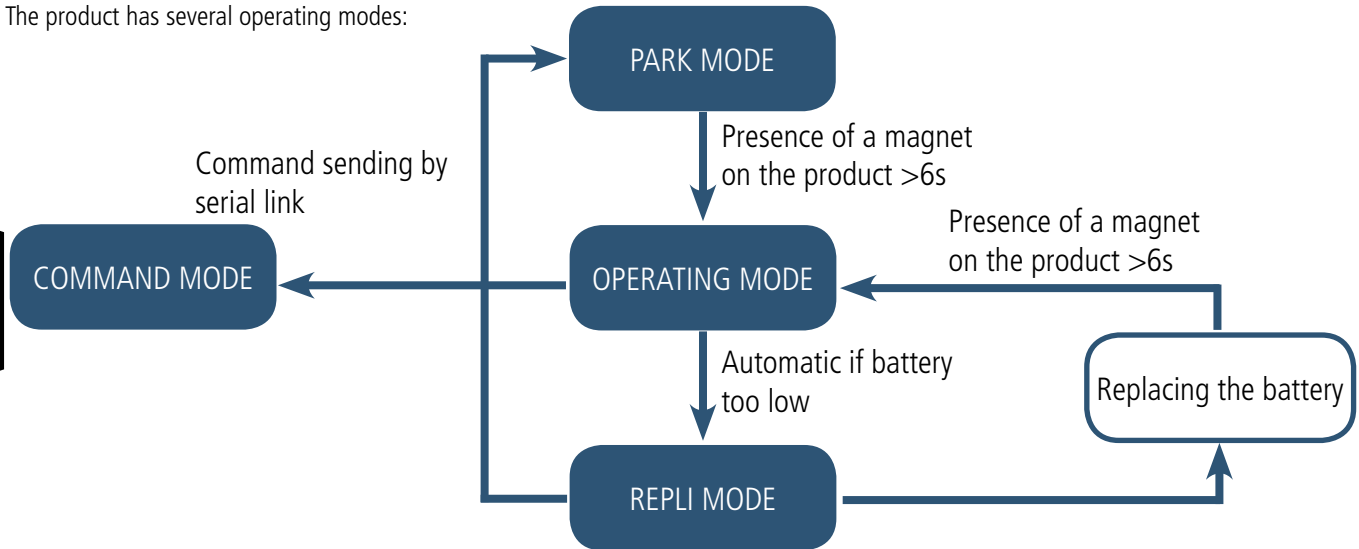 The product has several operating modes:
PARK MODE
Presence of a magnet
on the product >6s
Command sending by
serial link
Presence of a magnet
on the product >6s
COMMAND MODE
OPERATING MODE
Automatic if battery
too low
Replacing the battery
REPLI MODE